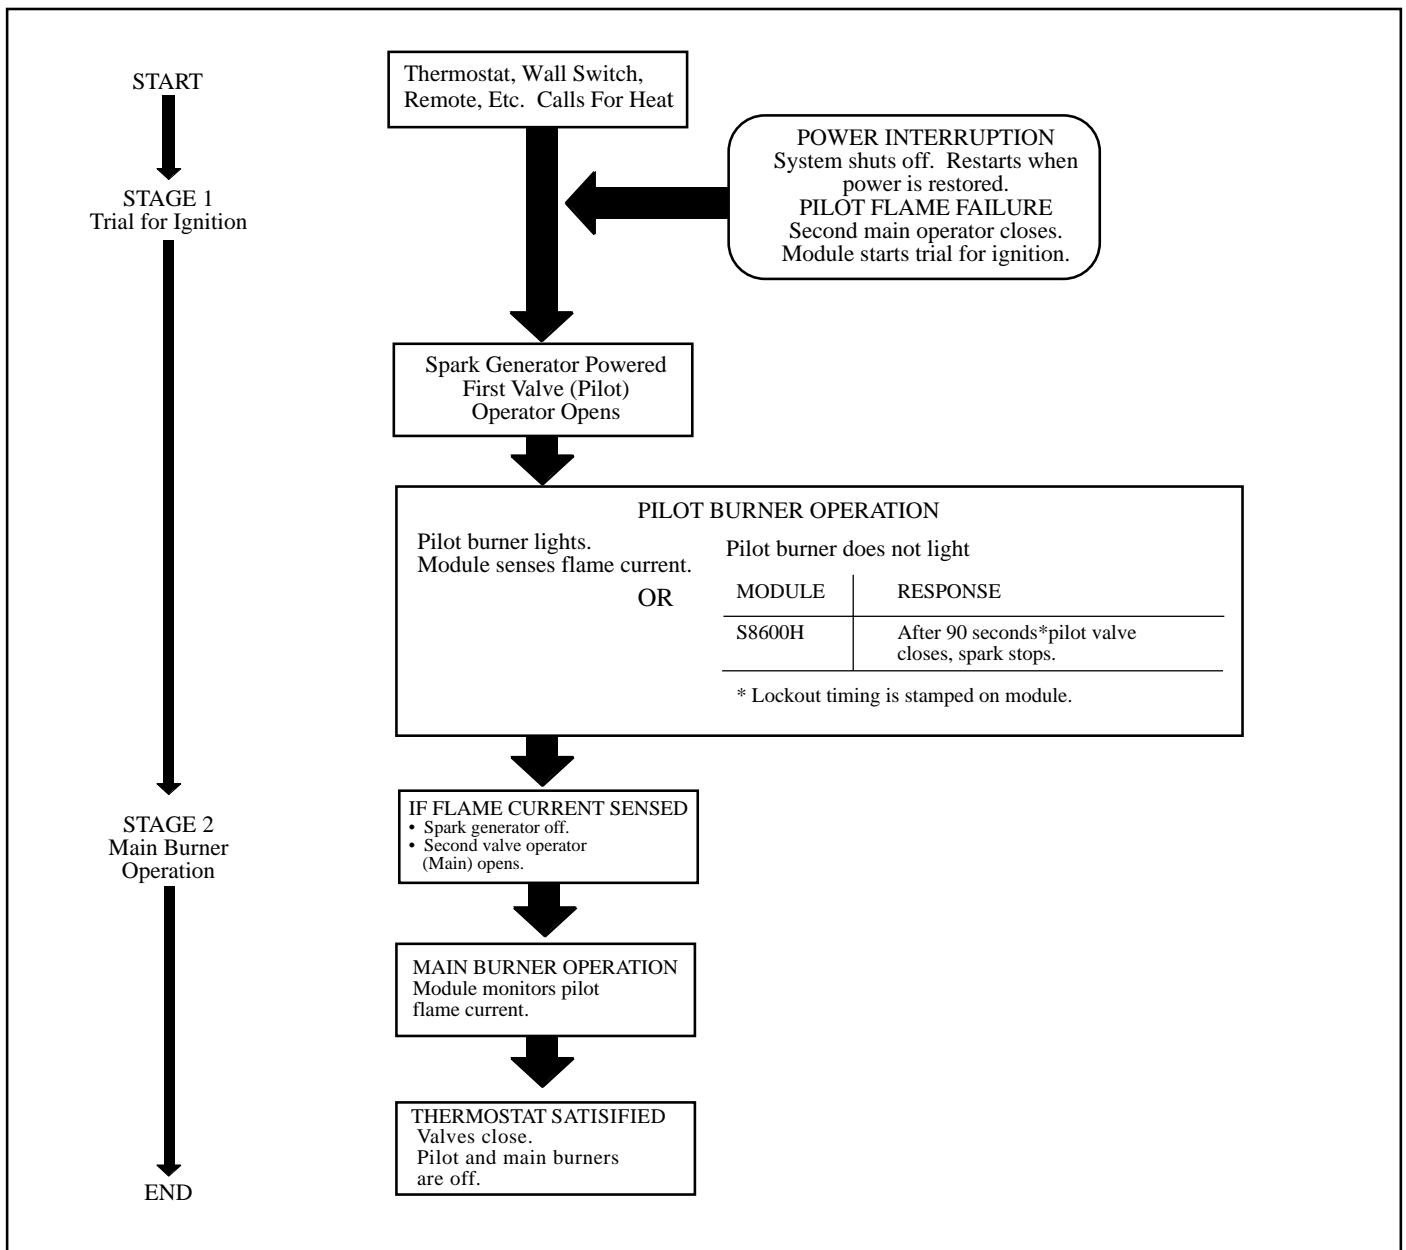 START
STAGE 1
Trial for Ignition
STAGE 2
Main Burner
Operation
END
Thermostat, Wall Switch,
Remote, Etc. Calls For Heat
POWER INTERRUPTION
System shuts off. Restarts when
power is restored.
PILOT FLAME FAILURE
Second main operator closes.
Module starts trial for ignition.
Spark Generator Powered
First Valve (Pilot)
Operator Opens
PILOT BURNER OPERATION
Pilot burner lights.
Module senses flame current.
OR
Pilot burner does not light
MODULE RESPONSE
S8600H After 90 seconds*pilot valve
closes, spark stops.
* Lockout timing is stamped on module.
IF FLAME CURRENT SENSED
• Spark generator off.
• Second valve operator
(Main) opens.
MAIN BURNER OPERATION
Module monitors pilot
flame current.
THERMOSTAT SATISIFIED
Valves close.
Pilot and main burners
are off.